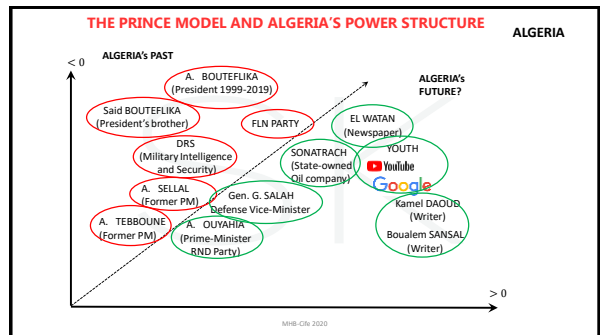 THE PRINCE MODEL AND ALGERIA'S POWER STRUCTURE
ALGERIA
< 0
ALGERIA's PAST
A. BOUTEFLIKA
(President 1999-2019)
ALGERIA's
FUTURE?
Said BOUTEFLIKA
(President's brother)
FLN PARTY
EL WATAN
(Newspaper)
DRS
(Military Intelligence
and Security)
SONATRACH
(State-owned
Oil company)
YOUTH
YouTube
Google
A. SELLAL
(Former PM)
Gen. G. SALAH
Defense Vice-Minister
Kamel DAOUD
(Writer)
Boualem SANSAL
(Writer)
A. TEBBOUNE
(Former PM)
A. OUYAHIA
(Prime-Minister
RND Party)
> 0
MHB-Cife 2020